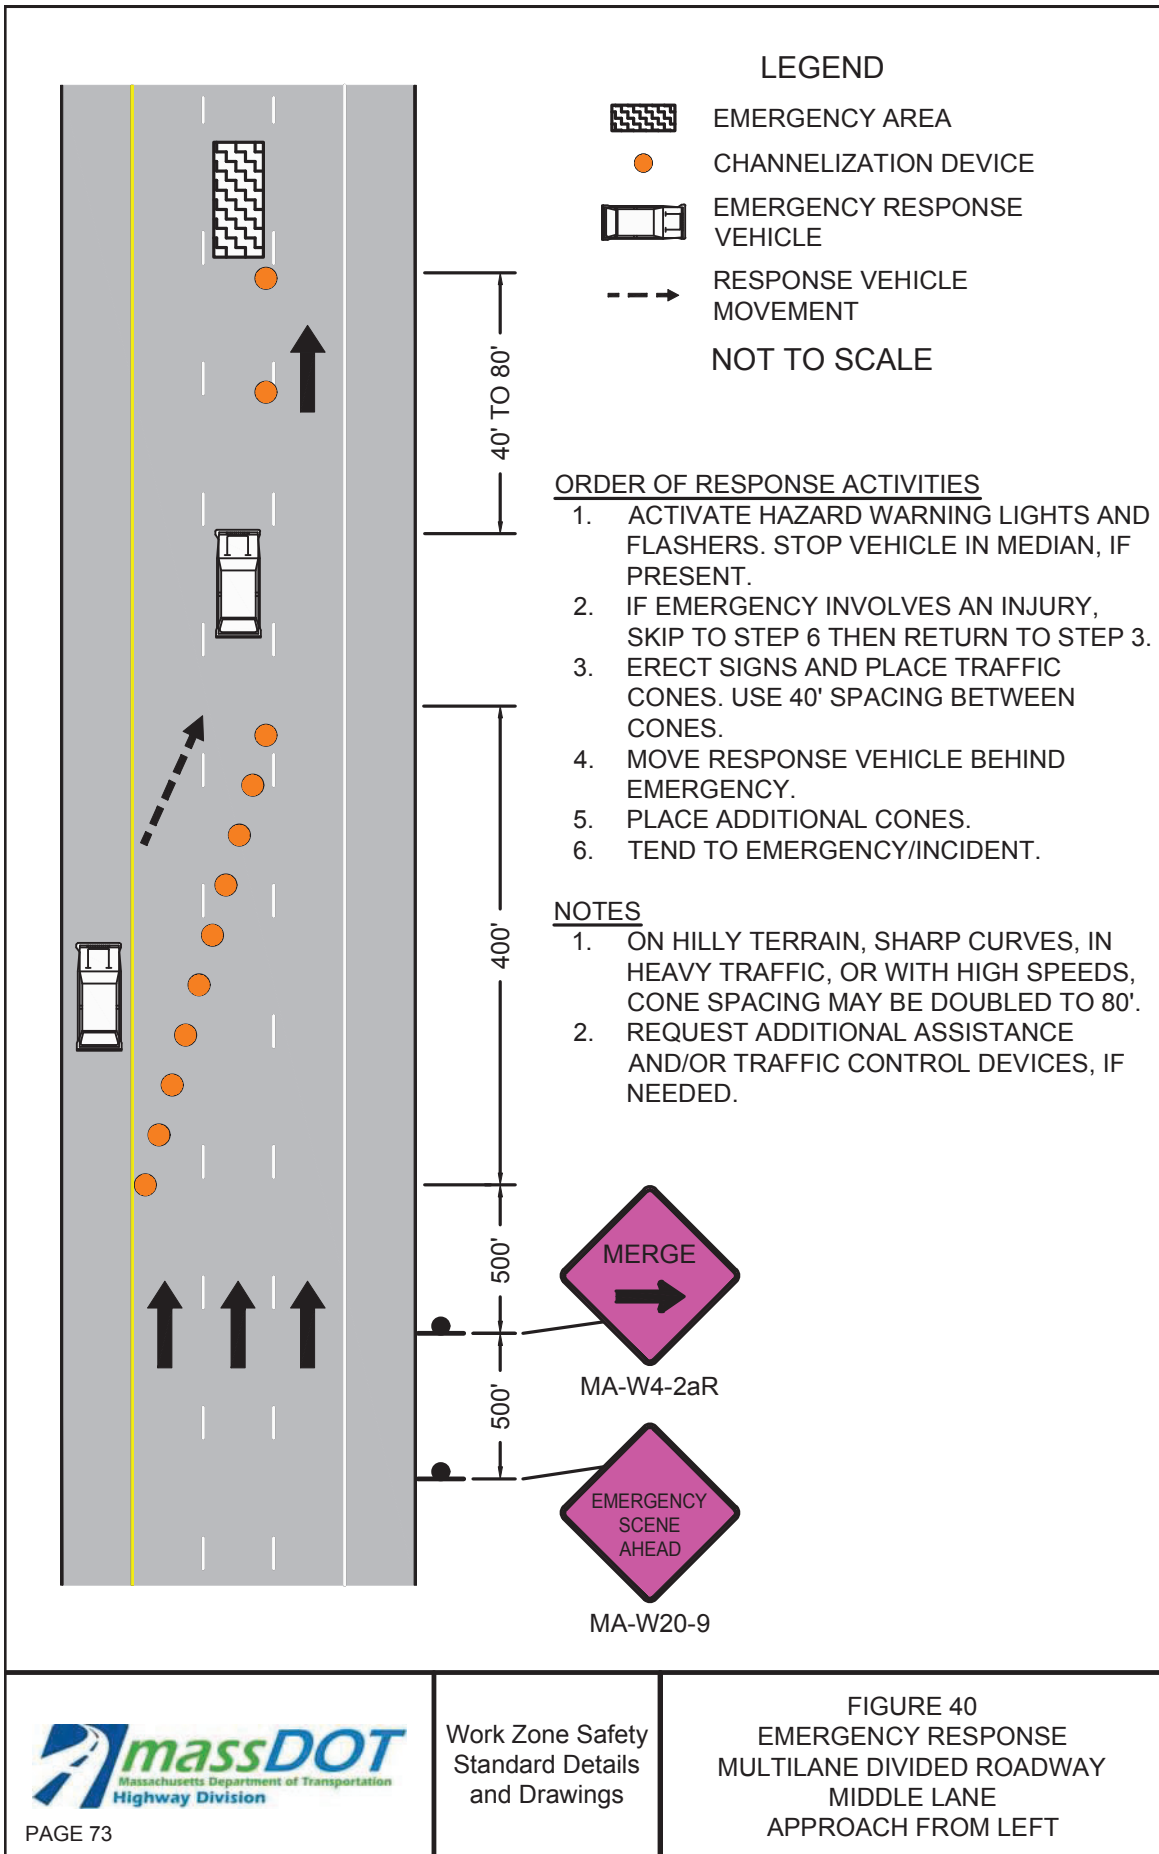 LEGEND
EMERGENCY AREA
CHANNELIZATION DEVICE
EMERGENCY RESPONSE
VEHICLE
RESPONSE VEHICLE
MOVEMENT
NOT TO SCALE
40' TO 80'
ORDER OF RESPONSE ACTIVITIES
1. ACTIVATE HAZARD WARNING LIGHTS AND
FLASHERS. STOP VEHICLE IN MEDIAN, IF
PRESENT.
2. IF EMERGENCY INVOLVES AN INJURY,
SKIP TO STEP 6 THEN RETURN TO STEP 3.
3. ERECT SIGNS AND PLACE TRAFFIC
CONES. USE 40' SPACING BETWEEN
CONES.
4. MOVE RESPONSE VEHICLE BEHIND
EMERGENCY.
5. PLACE ADDITIONAL CONES.
6. TEND TO EMERGENCY/INCIDENT.
400'
NOTES
1. ON HILLY TERRAIN, SHARP CURVES, IN
HEAVY TRAFFIC, OR WITH HIGH SPEEDS,
CONE SPACING MAY BE DOUBLED TO 80'.
2. REQUEST ADDITIONAL ASSISTANCE
AND/OR TRAFFIC CONTROL DEVICES, IF
NEEDED.
500'
MERGE
MA-W4-2aR
500'
EMERGENCY
SCENE
AHEAD
MA-W20-9
massDOT
Massachusetts Department of Transportation
Highway Division
PAGE 73
Work Zone Safety
Standard Details
and Drawings
FIGURE 40
EMERGENCY RESPONSE
MULTILANE DIVIDED ROADWAY
MIDDLE LANE
APPROACH FROM LEFT